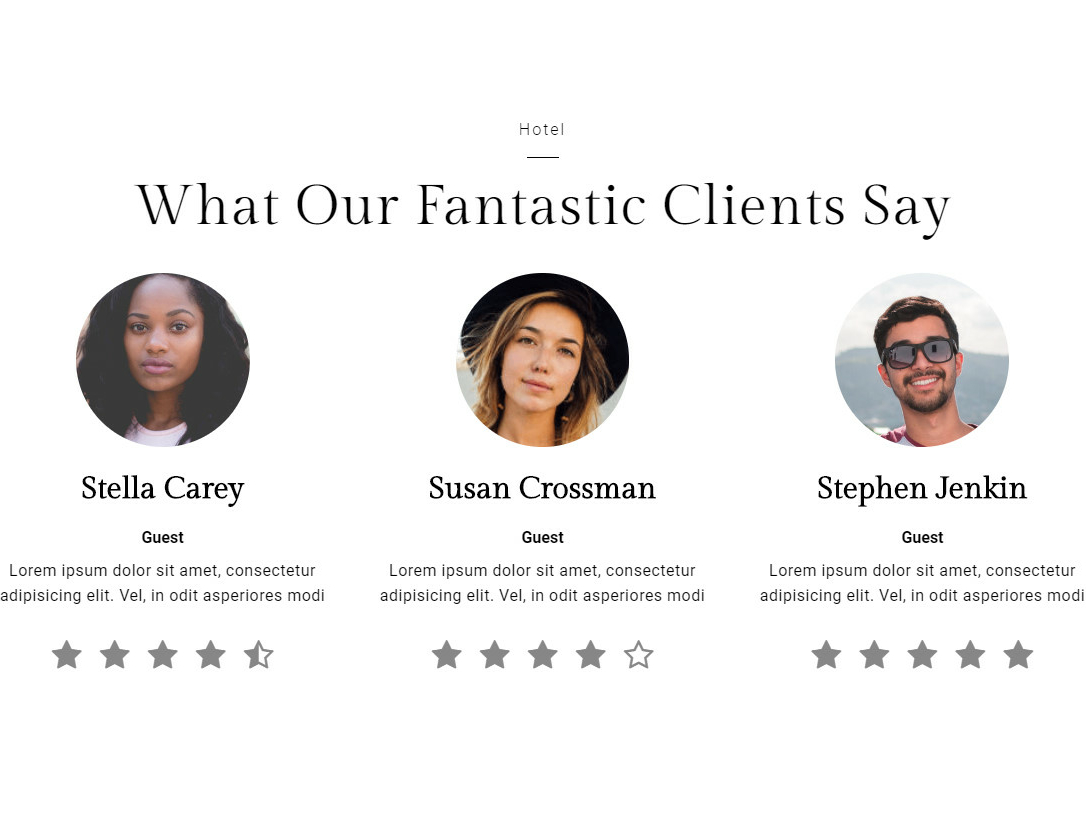 Hotel
What Our Fantastic Clients Say
Stella Carey
Guest
Lorem ipsum dolor sit amet, consectetur
adipisicing elit. Vel, in odit asperiores modi
Susan Crossman
Guest
Lorem ipsum dolor sit amet, consectetur
adipisicing elit. Vel, in odit asperiores modi
Stephen Jenkin
Guest
Lorem ipsum dolor sit amet, consectetur
adipisicing elit. Vel, in odit asperiores modi